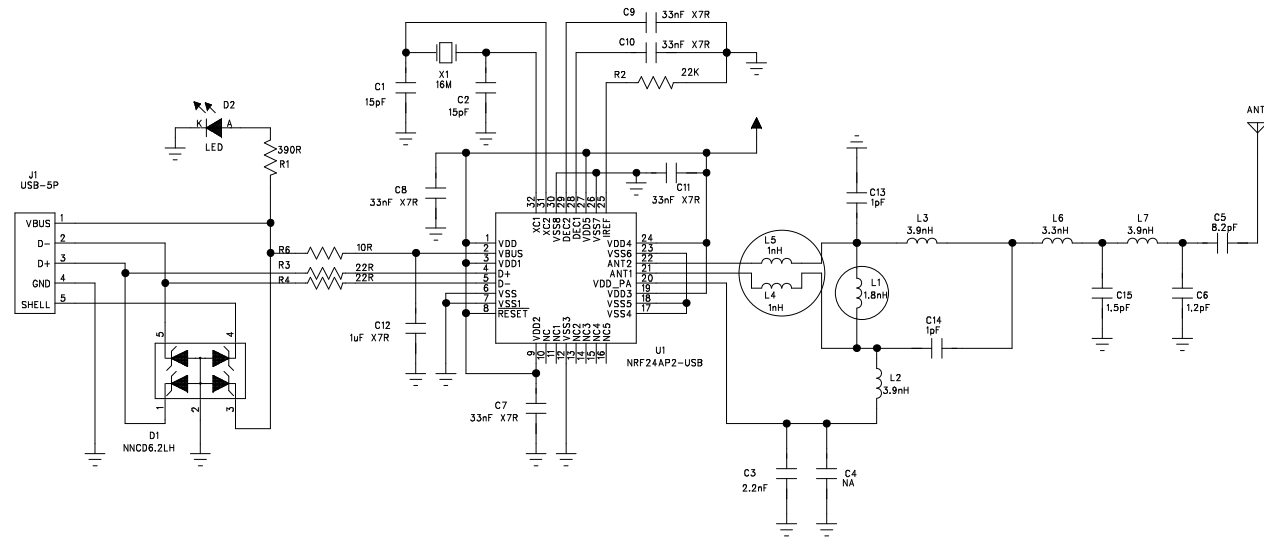 C9
33nF X7R
C10
33nF X7R
R2
22K
C1
15pF
X1
16M
C2
15pF
D2
K
A
LED
390R
R1
ANT
J1
USB-5P
C8
33nF X7R
C11
33nF X7R
C13
1pF
32
31
30
29
28
27
26
25
XC1
XC2
VSS8
DEC2
DEC1
VDD5
VSS7
IREF
VBUS
D-
D+
GND
SHELL
1
2
3
4
5
R6
10R
R3
22R
R4
22R
1
2
3
4
5
6
7
8
VDD
VBUS
VDD1
D+
D-
VSS
VSS1
RESET
VDD4
VSS6
ANT2
ANT1
VDD_PA
VDD3
VSS5
VSS4
24
23
22
21
20
19
18
17
VDD2
NC
NC1
VSS3
NC2
NC3
NC4
NC5
9
10
11
12
13
14
15
16
U1
NRF24AP2-USB
L5
1nH
L4
1nH
L1
1.8nH
L3
3.9nH
L6
3.3nH
L7
3.9nH
C5
8.2pF
C15
1.5pF
C6
1.2pF
C14
1pF
L2
3.9nH
C12
1uF X7R
C7
33nF X7R
C3
2.2nF
C4
NA
5
4
1
2
3
D1
NNCD6.2LH